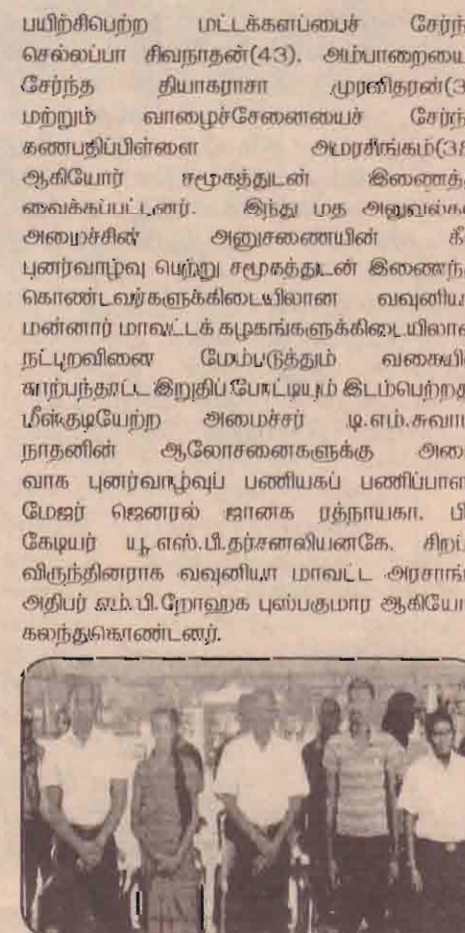 பயிற்சிபெற்ற மட்டக்களப்பைச் சேர்ந்
செல்லப்பா சிவநாதன்(43). அம்பாறையை
சேர்ந்த தியாகராசா முரளிதரன்(3
மற்றும் வாழைச்சேனையைச் சேர்ந்
கணபதிப்பிள்ளை அமரசிங்கம்(38
ஆகியோர் சமூகத்துடன் இணைத்
வைக்கப்பட்டனர். இந்து மத அலுவல்க
அமைச்சின் அனுசணையின் கீ
புனர்வாழ்வு பெற்று சமூகத்துடன் இணைந்
கொண்டவர்களுக்கிடையிலான வவுனியா
மன்னார் மாவட்டக் கழகங்களுக்கிடையிலான
நட்புறவினை மேம்படுத்தும் வகையி
காற்பந்தாட்ட இறுதிப் போட்டியும் இடம்பெற்றது
மீள்குடியேற்ற அமைச்சர் டி.எம்.சுவாமி
நாதனின் ஆலோசனைகளுக்கு அமை
வாக புனர்வாழ்வுப் பணியகப் பணிப்பாள
மேஜர் ஜெனரல் ஜானக ரத்நாயகா. பி
கேடியர் யூ.எஸ்.பி.தர்சனலியனகே. சிறப்
விருந்தினராக வவுனியா மாவட்ட அரசாங்
அதிபர் எம்.பி.றோஹக புஸ்பகுமார ஆகியோ
கலந்துகொண்டனர்.